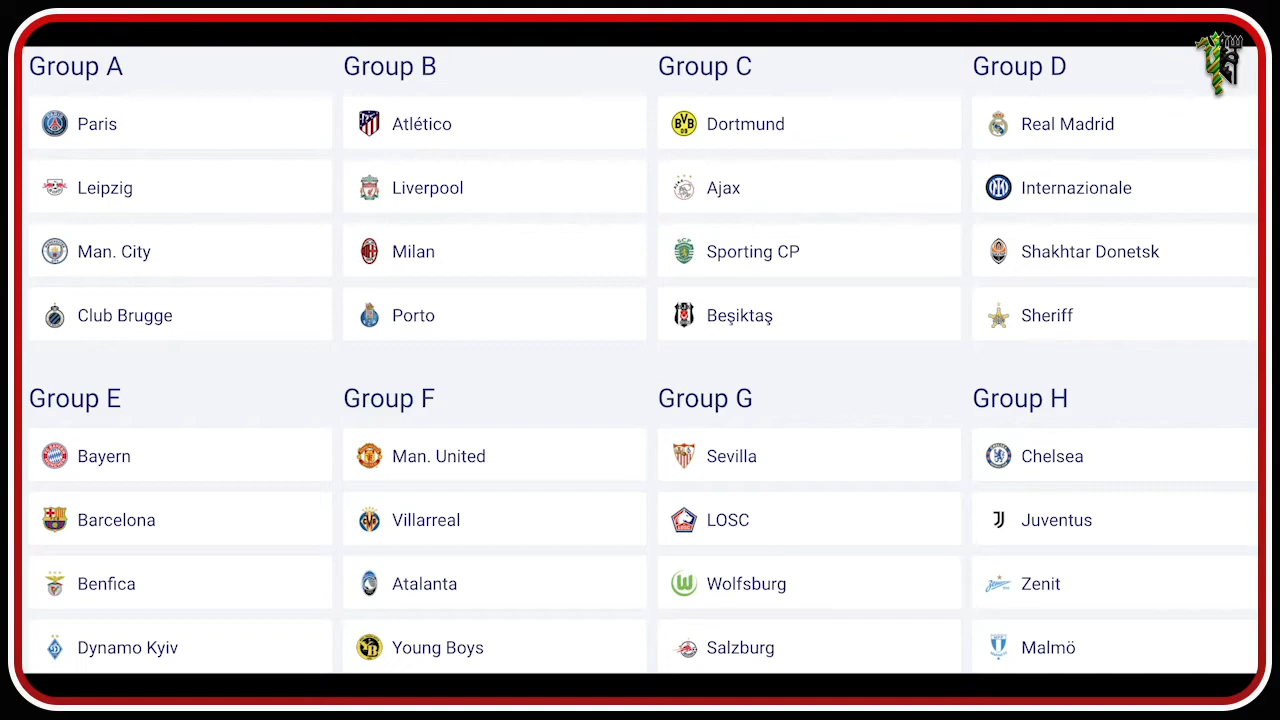 Group A
Paris
Leipzig
Man. City
Club Brugge
Group B
Atlético
Liverpool
Milan
Porto
Group C
Dortmund
Ajax
Sporting CP
Beşiktaş
Group D
Real Madrid
Internazionale
Shakhtar Donetsk
Sheriff
Group E
Bayern
Barcelona
Benfica
Dynamo Kyiv
Group F
Man. United
Villarreal
Atalanta
Young Boys
Group G
Sevilla
LOSC
Wolfsburg
Salzburg
Group H
Chelsea
Juventus
Zenit
Malmö